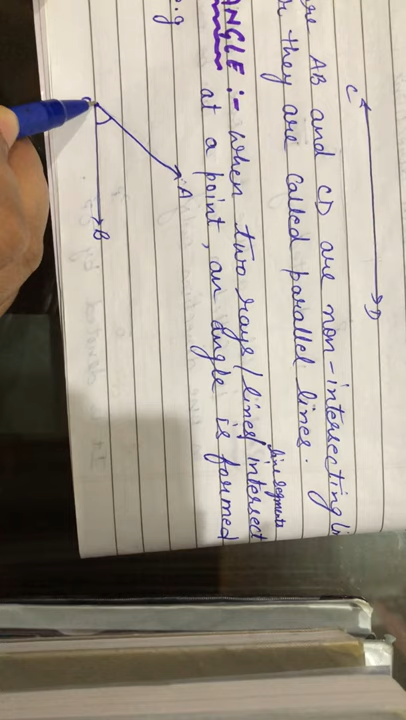 C D
re AB and CD are non-intersecting
they are called parallel lines.
line segments
ANGLE :- When two rays/lines/ intersect
at a point, an angle is formed
e.g
A
B